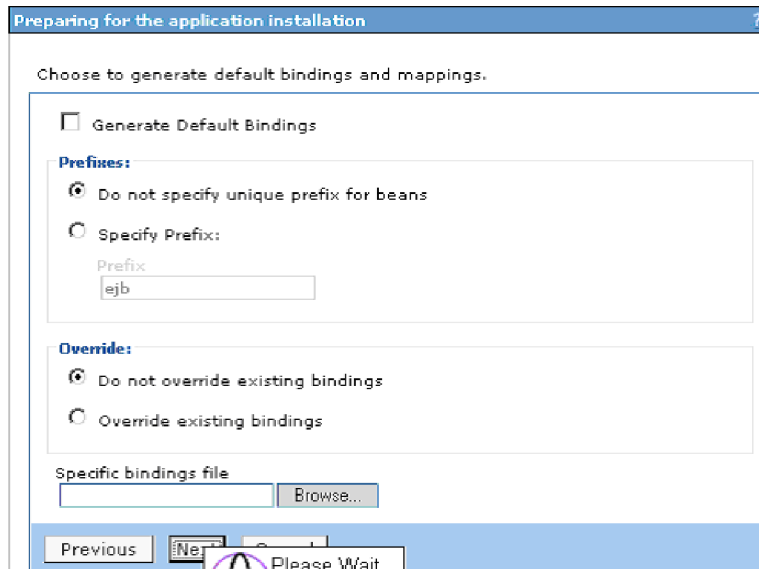 Preparing for the application installation ?
Choose to generate default bindings and mappings.
Generate Default Bindings
Prefixes:
Do not specify unique prefix for beans
Specify Prefix:
Prefix
ejb
Override:
Do not override existing bindings
Override existing bindings
Specific bindings file
Browse...
Previous
Please Wait